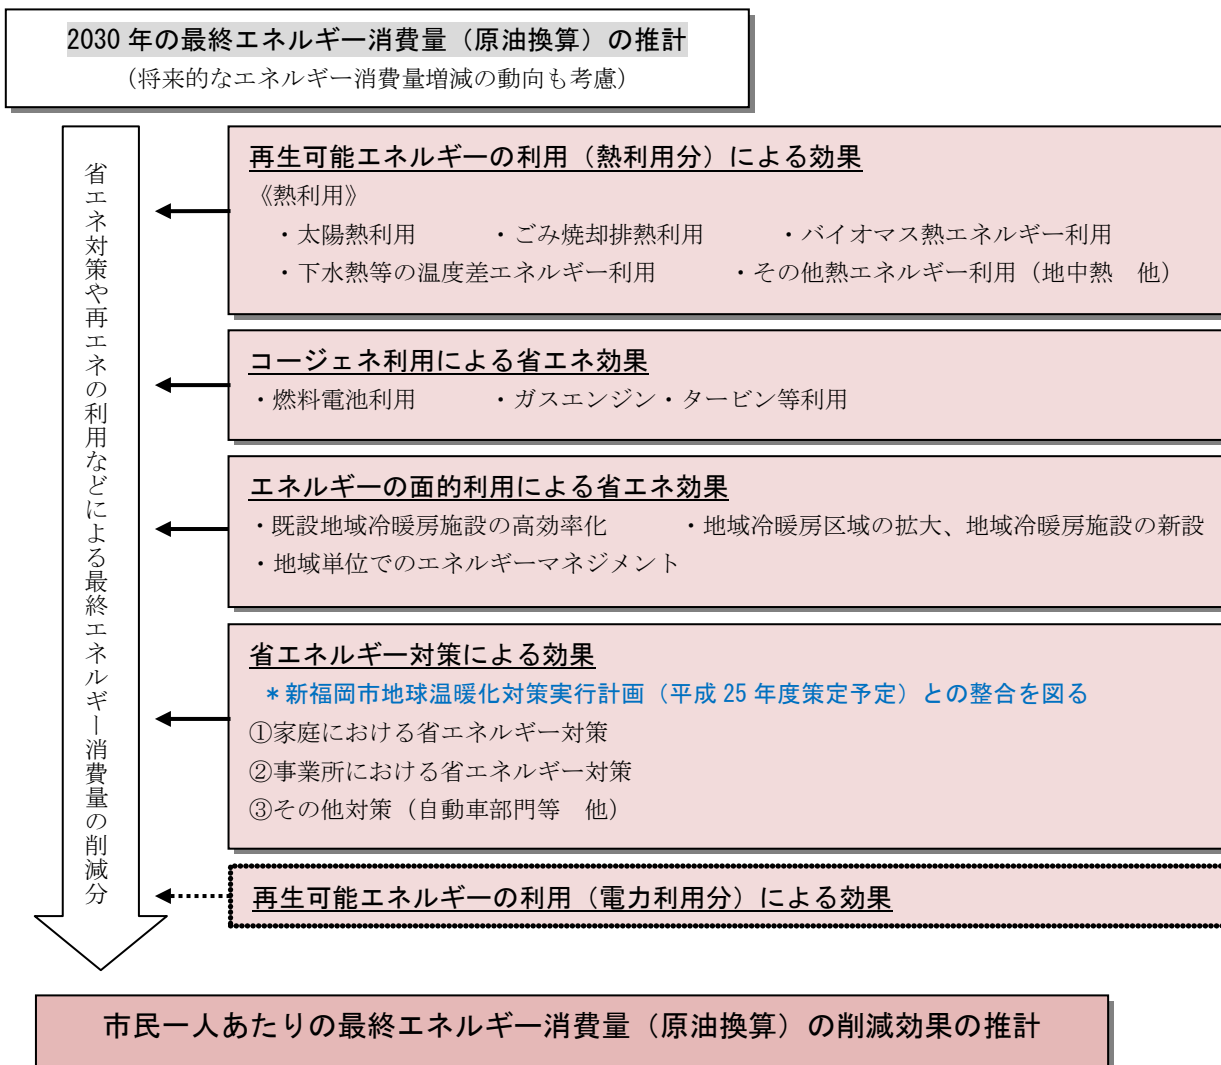 2030 年の最終エネルギー消費量（原油換算）の推計
（将来的なエネルギー消費量増減の動向も考慮）
省エネ対策や再エネの利用などによる最終エネルギー消費量の削減分
再生可能エネルギーの利用（熱利用分）による効果
《熱利用》
・太陽熱利用　・ごみ焼却排熱利用　・バイオマス熱エネルギー利用
・下水熱等の温度差エネルギー利用　・その他熱エネルギー利用（地中熱　他）
コージェネ利用による省エネ効果
・燃料電池利用　・ガスエンジン・タービン等利用
エネルギーの面的利用による省エネ効果
・既設地域冷暖房施設の高効率化　・地域冷暖房区域の拡大、地域冷暖房施設の新設
・地域単位でのエネルギーマネジメント
省エネルギー対策による効果
＊新福岡市地球温暖化対策実行計画（平成 25 年度策定予定）との整合を図る
①家庭における省エネルギー対策
②事業所における省エネルギー対策
③その他対策（自動車部門等　他）
再生可能エネルギーの利用（電力利用分）による効果
市民一人あたりの最終エネルギー消費量（原油換算）の削減効果の推計